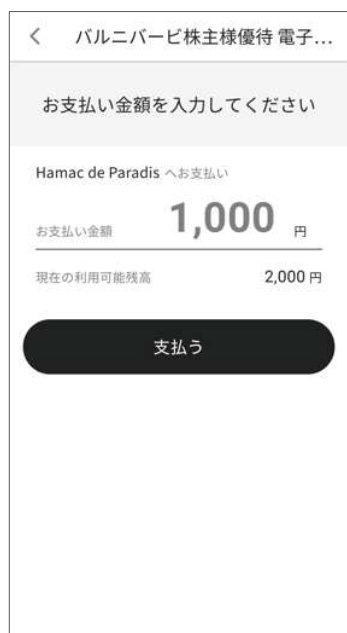 バルニバービ株主様優待 電子...
お支払い金額を入力してください
Hamac de Paradis へお支払い
お支払い金額 1,000 円
現在の利用可能残高 2,000 円
支払う